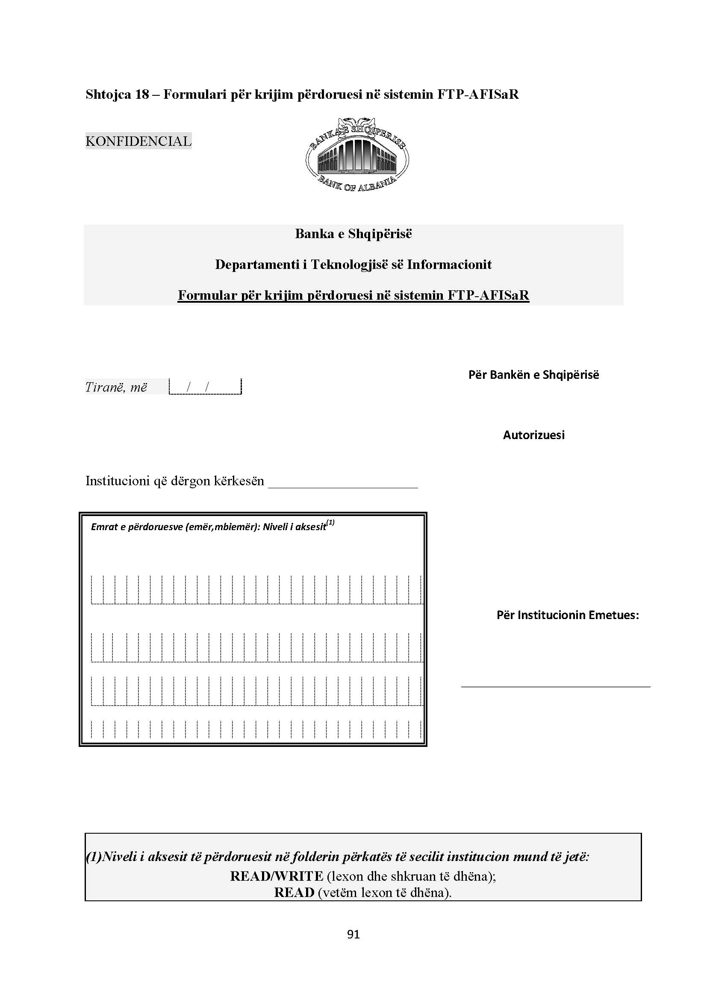 Shtojca 18 – Formulari për krijim përdoruesi në sistemin FTP-AFISaR
KONFIDENCIAL
BANKA E SHQIPERISE
BANK OF ALBANIA
Banka e Shqipërisë
Departamenti i Teknologjisë së Informacionit
Formular për krijim përdoruesi në sistemin FTP-AFISaR
Për Bankën e Shqipërisë
Tiranë, më / /
Autorizuesi
Institucioni që dërgon kërkesën ______________________
Emrat e përdoruesve (emër,mbiemër): Niveli i aksesit(1)
Për Institucionin Emetues:
(1)Niveli i aksesit të përdoruesit në folderin përkatës të secilit institucion mund të jetë:
READ/WRITE (lexon dhe shkruan të dhëna);
READ (vetëm lexon të dhëna).
91